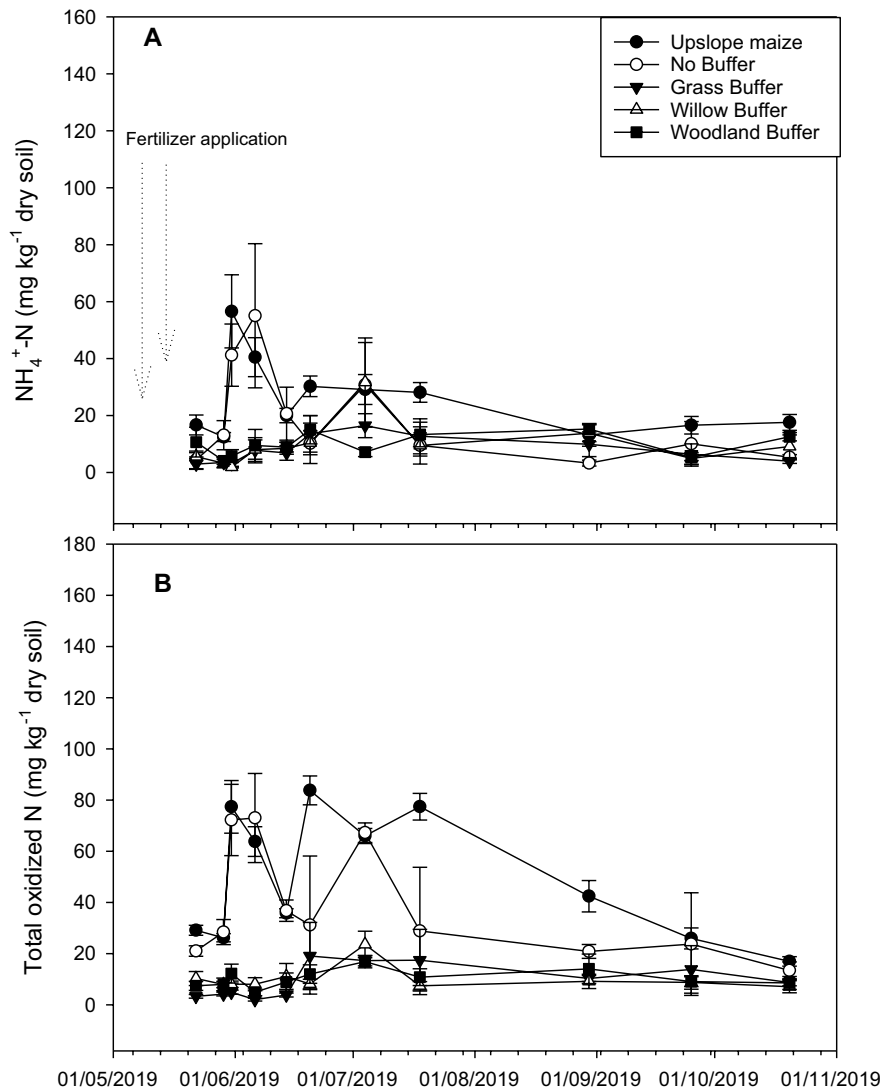 160
A
Upslope maize
No Buffer
Grass Buffer
Willow Buffer
Woodland Buffer
140
120
Fertilizer application
100
80
60
40
20
0
NH₄⁺-N (mg kg⁻¹ dry soil)
180
B
160
140
120
100
80
60
40
20
0
Total oxidized N (mg kg⁻¹ dry soil)
01/05/2019 01/06/2019 01/07/2019 01/08/2019 01/09/2019 01/10/2019 01/11/2019